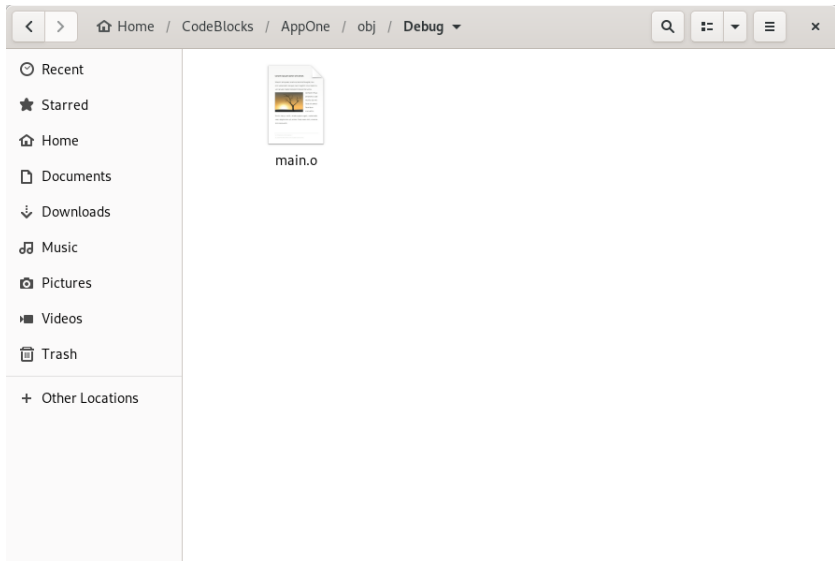 Home / CodeBlocks / AppOne / obj / Debug
Recent
Starred
Home
Documents
Downloads
Music
Pictures
Videos
Trash
Other Locations
main.o